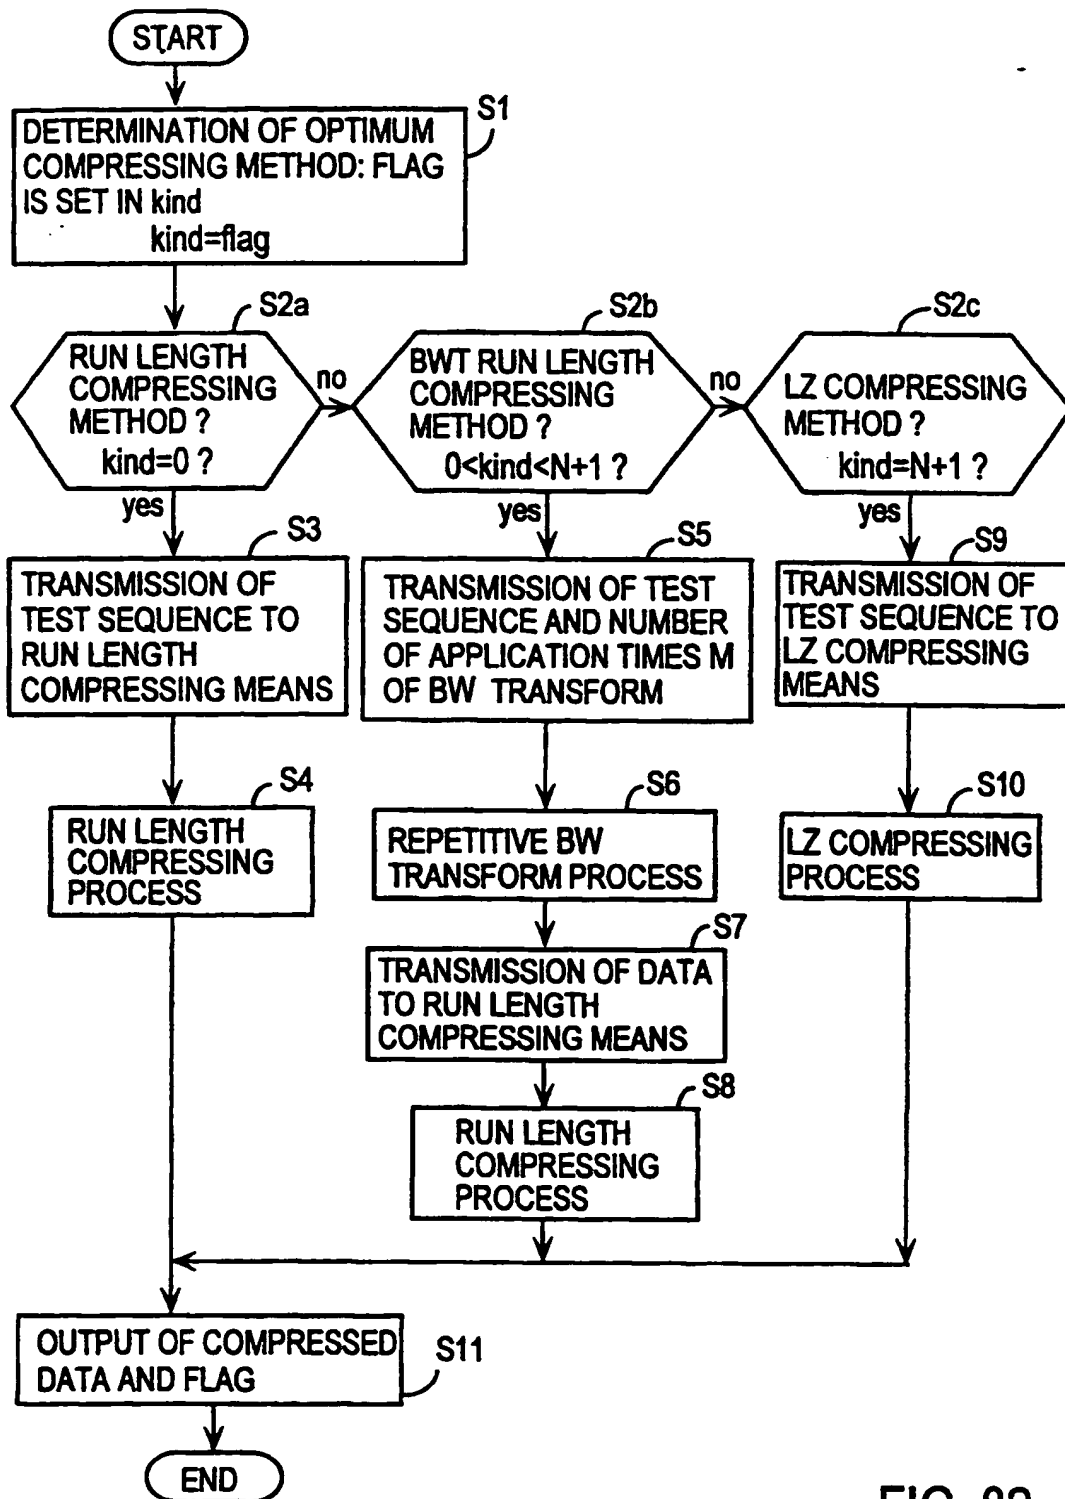 START
S1
DETERMINATION OF OPTIMUM
COMPRESSING METHOD: FLAG
IS SET IN kind
kind=flag
S2a
RUN LENGTH
COMPRESSING
METHOD ?
kind=0 ?
no
yes
S2b
BWT RUN LENGTH
COMPRESSING
METHOD ?
0<kind<N+1 ?
no
yes
S2c
LZ COMPRESSING
METHOD ?
kind=N+1 ?
yes
S3
TRANSMISSION OF
TEST SEQUENCE TO
RUN LENGTH
COMPRESSING MEANS
S5
TRANSMISSION OF TEST
SEQUENCE AND NUMBER
OF APPLICATION TIMES M
OF BW TRANSFORM
S9
TRANSMISSION OF
TEST SEQUENCE TO
LZ COMPRESSING
MEANS
S4
RUN LENGTH
COMPRESSING
PROCESS
S6
REPETITIVE BW
TRANSFORM PROCESS
S10
LZ COMPRESSING
PROCESS
S7
TRANSMISSION OF DATA
TO RUN LENGTH
COMPRESSING MEANS
S8
RUN LENGTH
COMPRESSING
PROCESS
OUTPUT OF COMPRESSED
DATA AND FLAG
S11
END